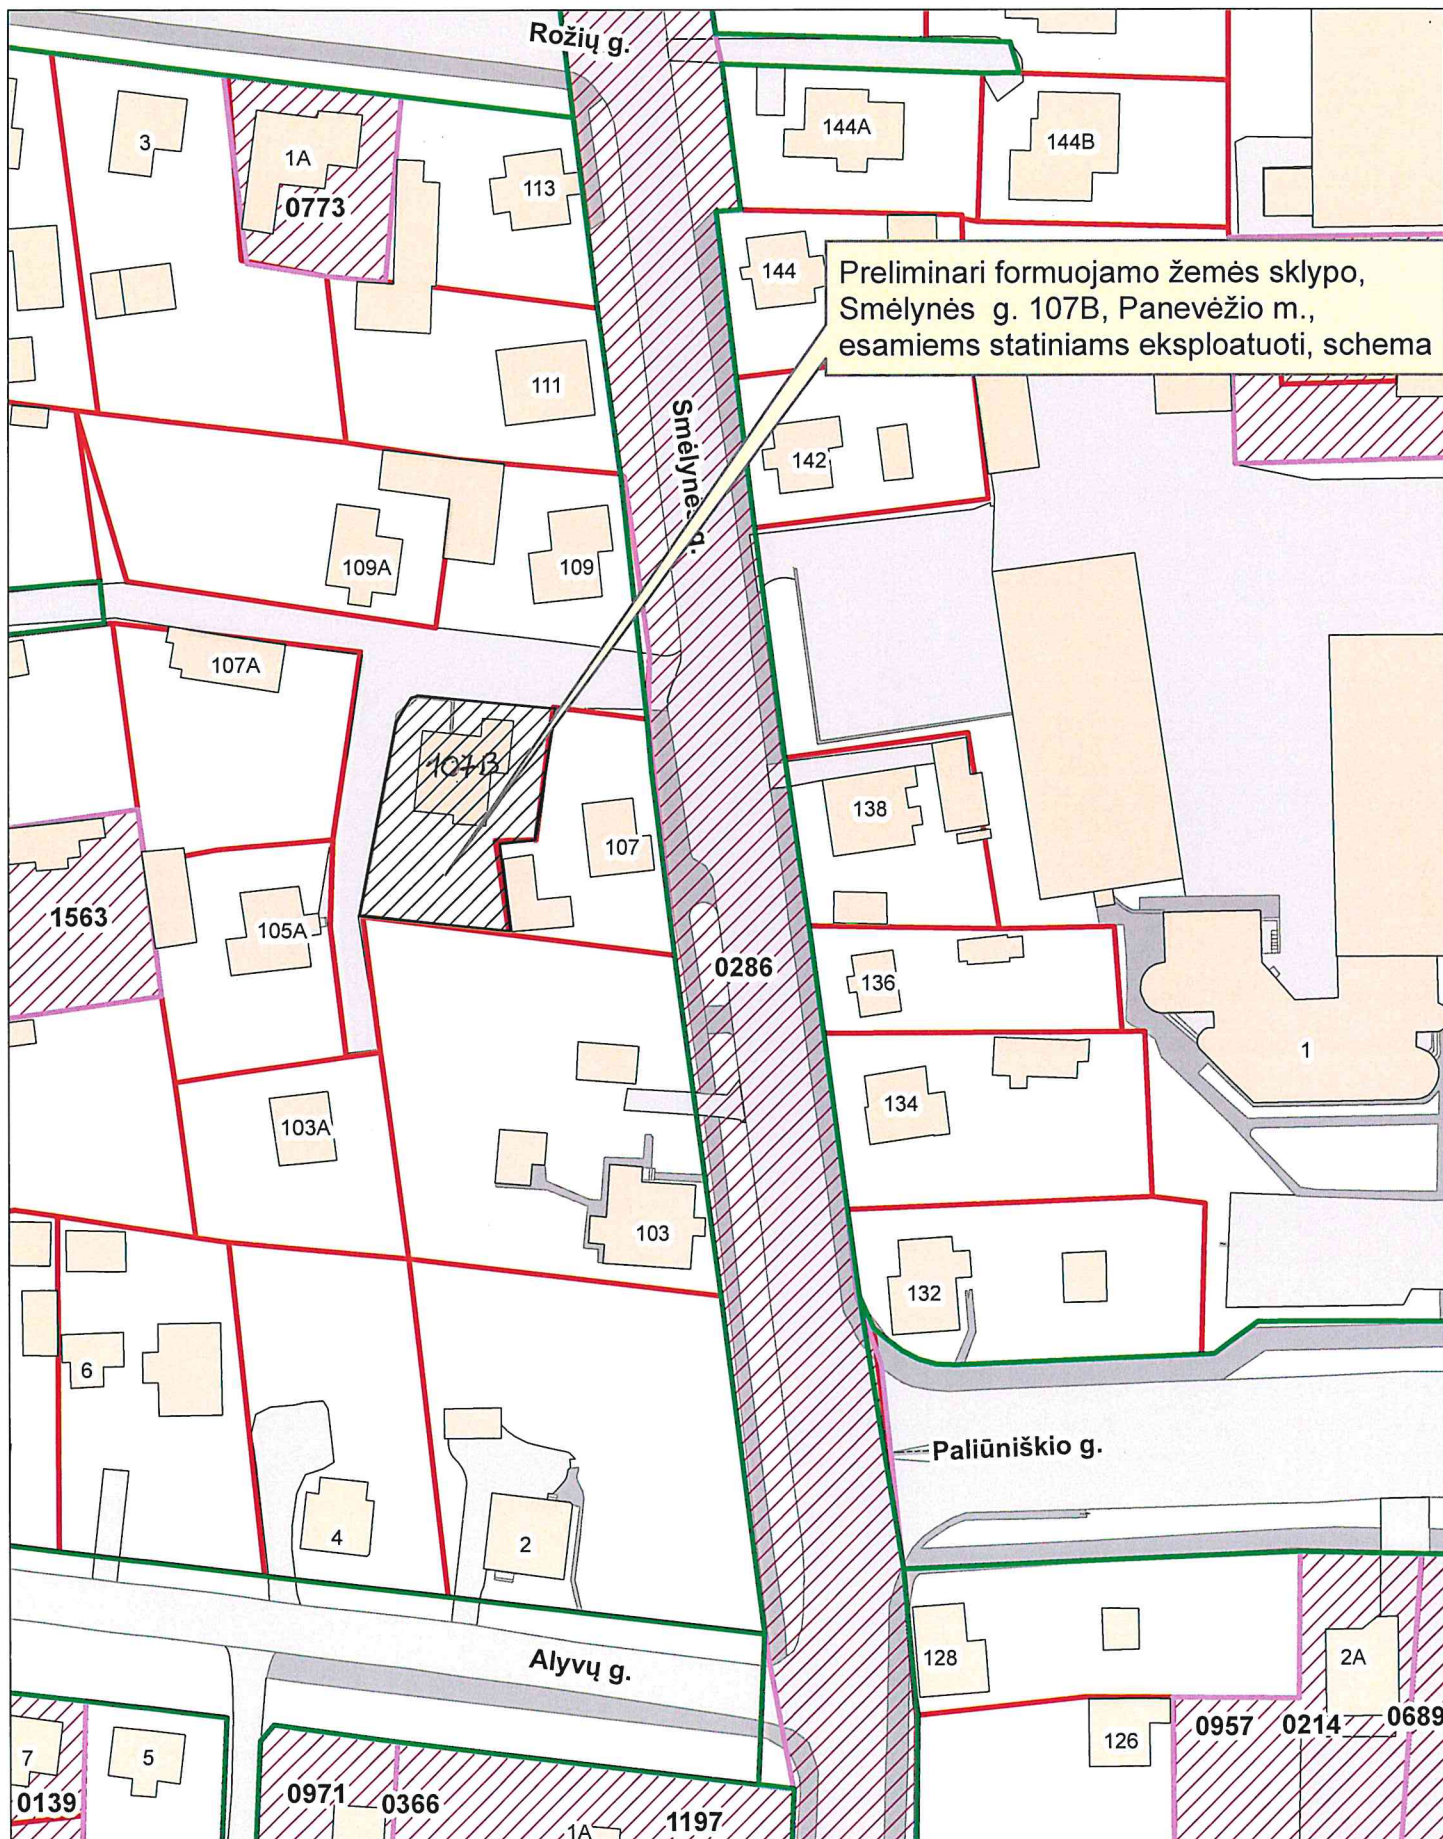 Rožių g.
144A
144B
3
1A
0773
113
144
Preliminari formuojamo žemės sklypo,
Smėlynės g. 107B, Panevėžio m.,
esamiems statiniams eksploatuoti, schema
111
Smėlynės g.
142
109A
109
107A
107B
138
107
1563
105A
0286
136
1
134
103A
103
132
6
Paliūniškio g.
4
2
128
2A
Alyvų g.
0957
0214
0689
126
7
5
0139
0971
0366
1197
1A